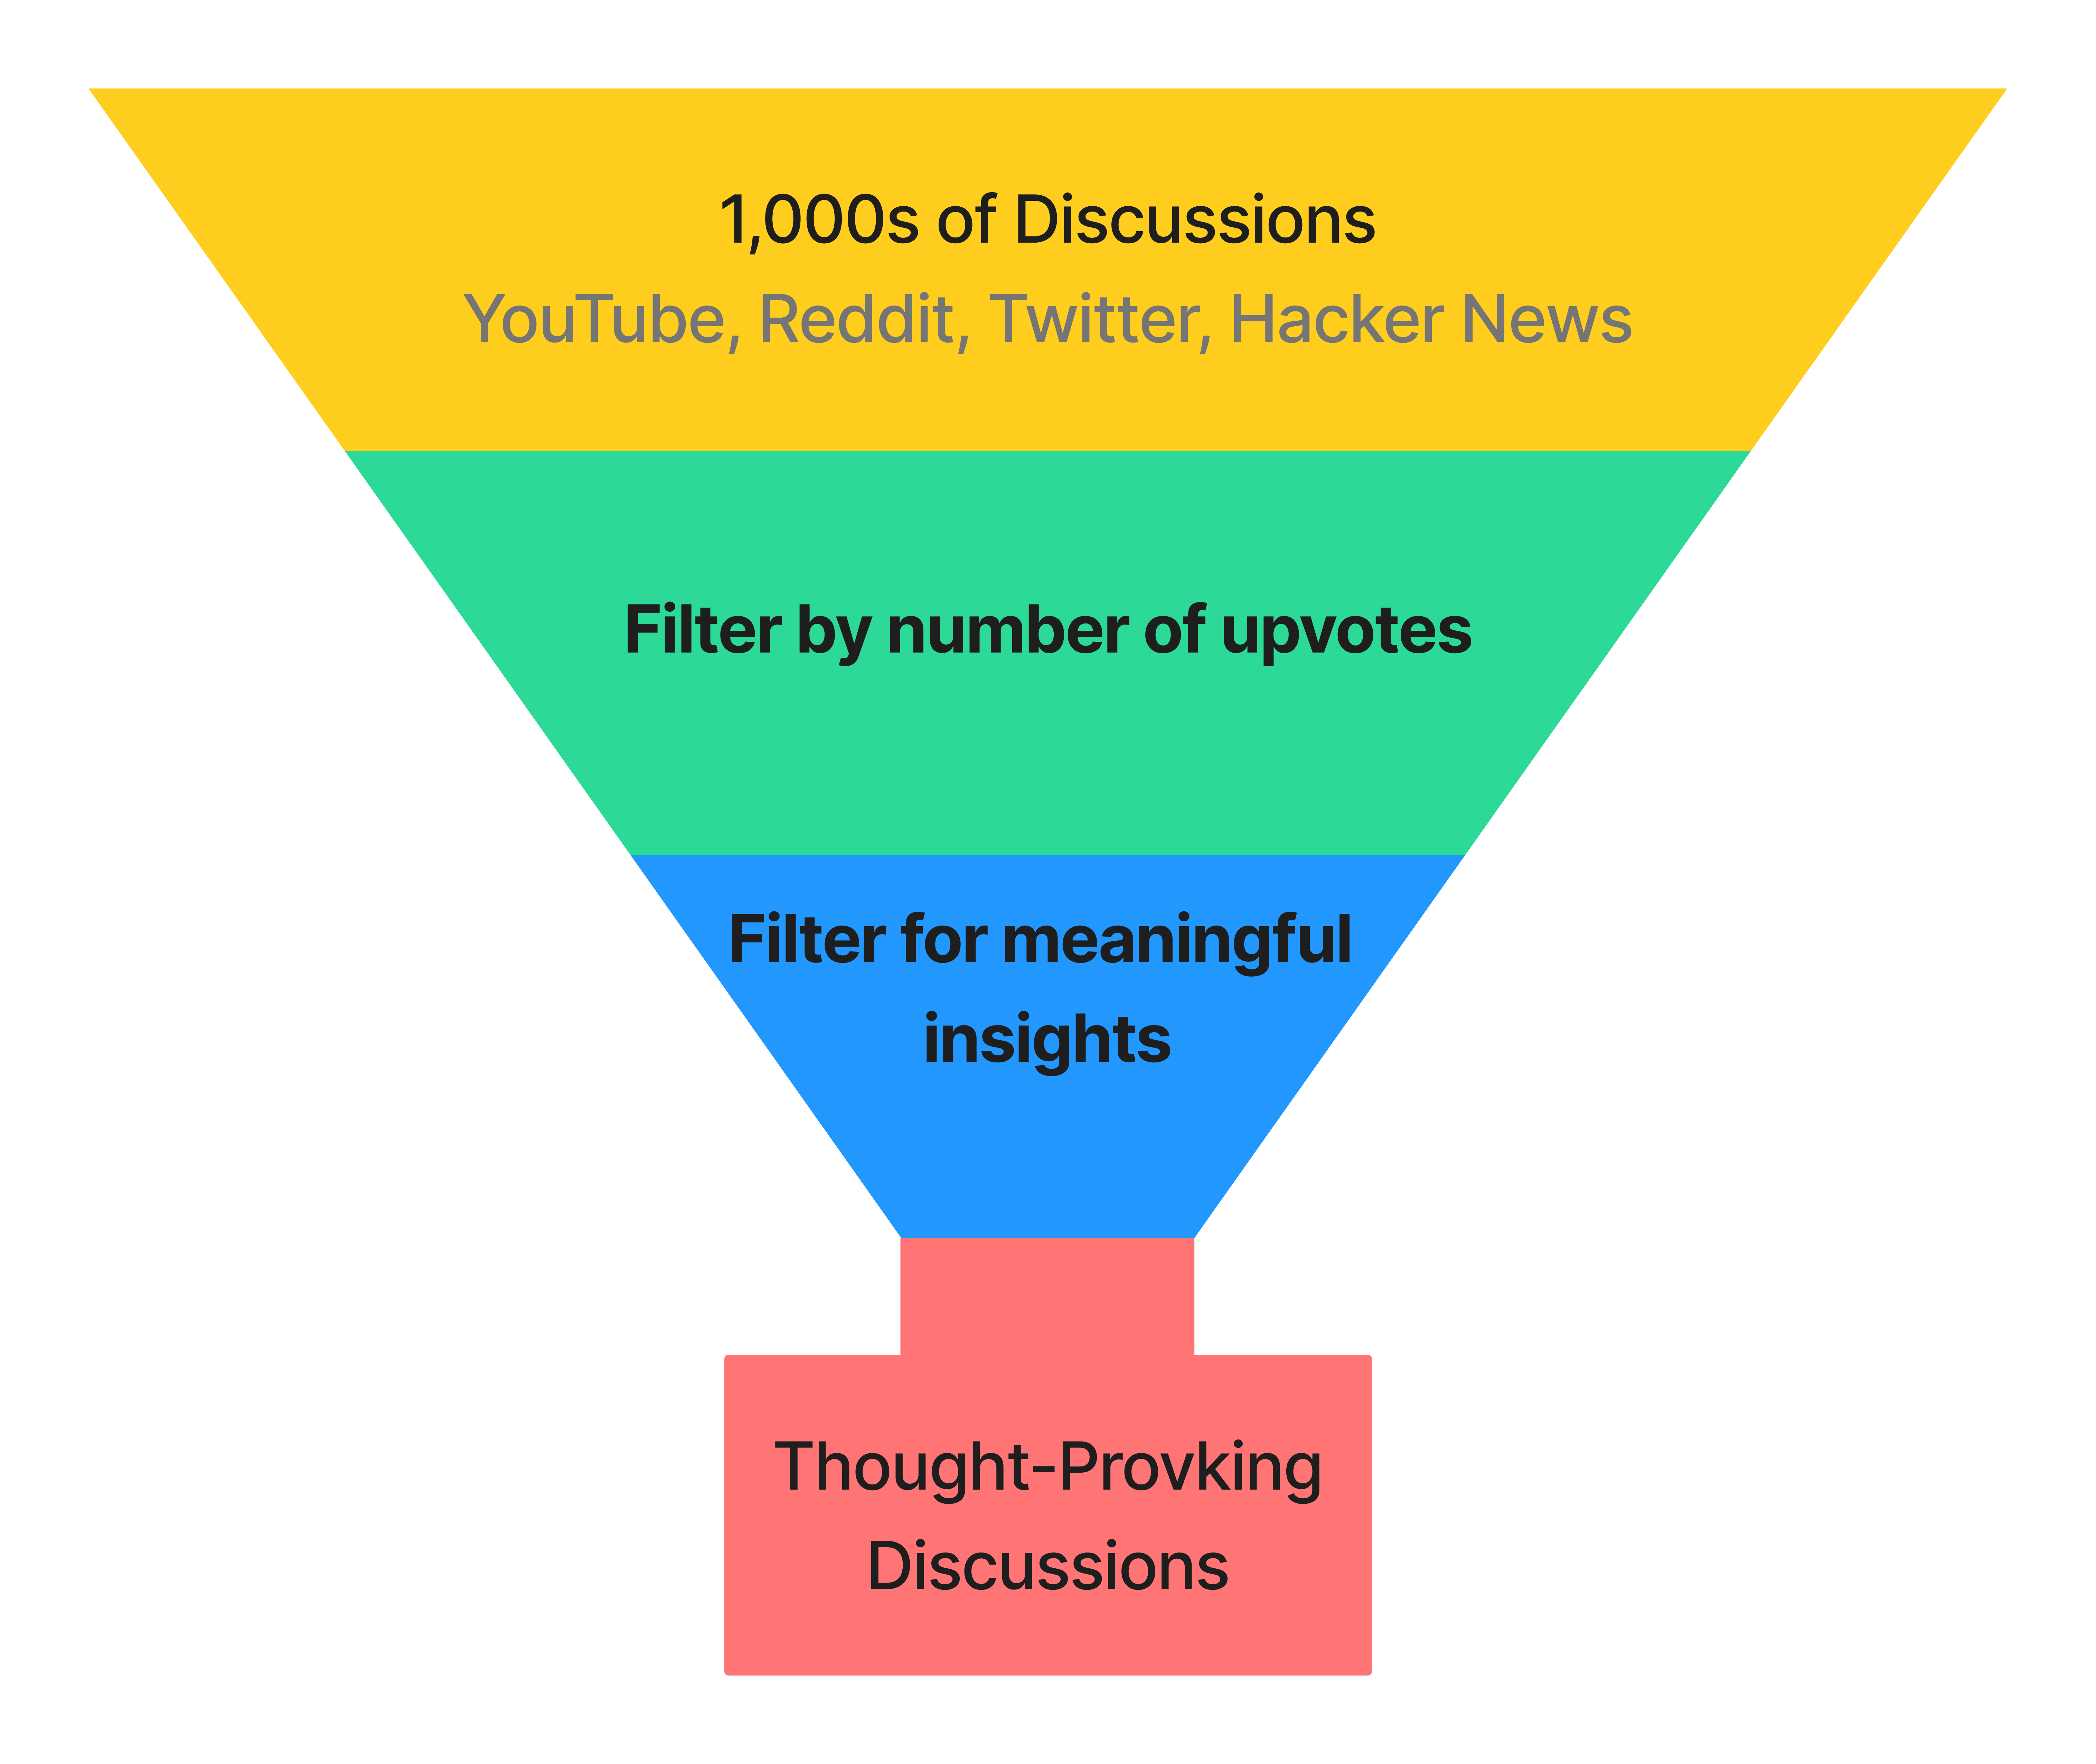 1,000s of Discussions
YouTube, Reddit, Twitter, Hacker News
Filter by number of upvotes
Filter for meaningful
insights
Thought-Provking
Discussions